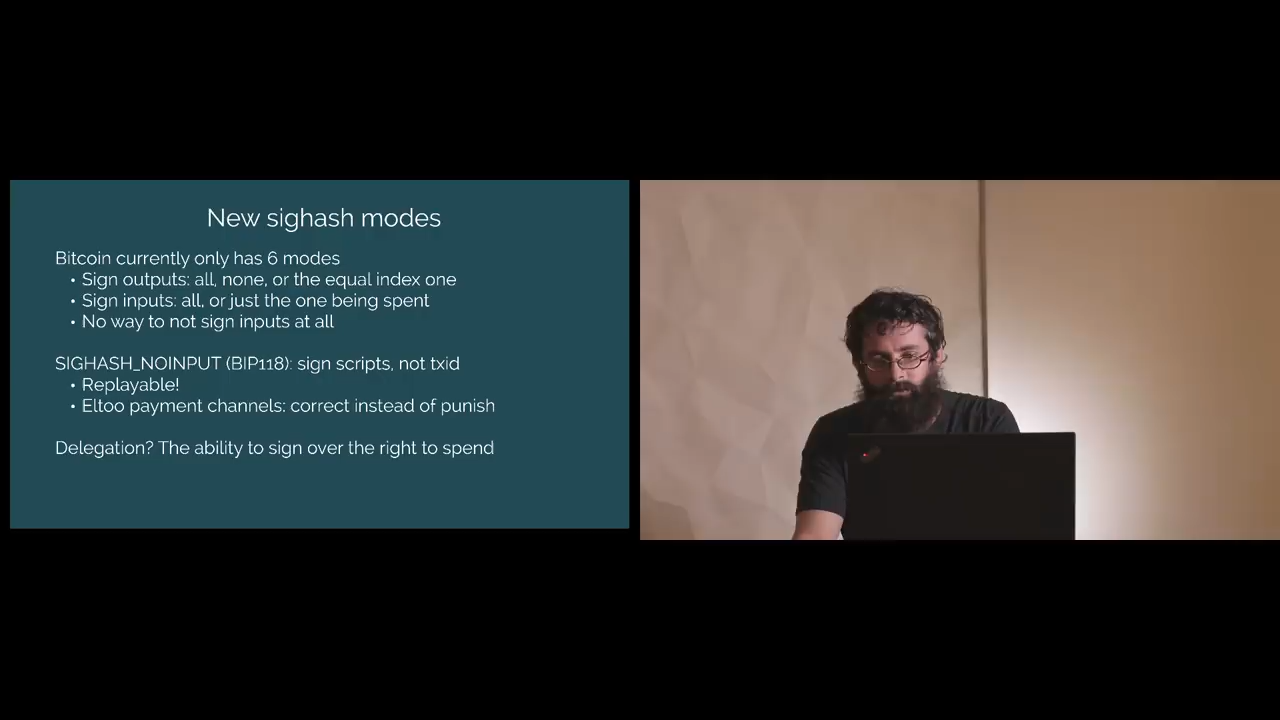 New sighash modes
Bitcoin currently only has 6 modes
• Sign outputs: all, none, or the equal index one
• Sign inputs: all, or just the one being spent
• No way to not sign inputs at all
SIGHASH_NOINPUT (BIP118): sign scripts, not txid
• Replayable!
• Eltoo payment channels: correct instead of punish
Delegation? The ability to sign over the right to spend